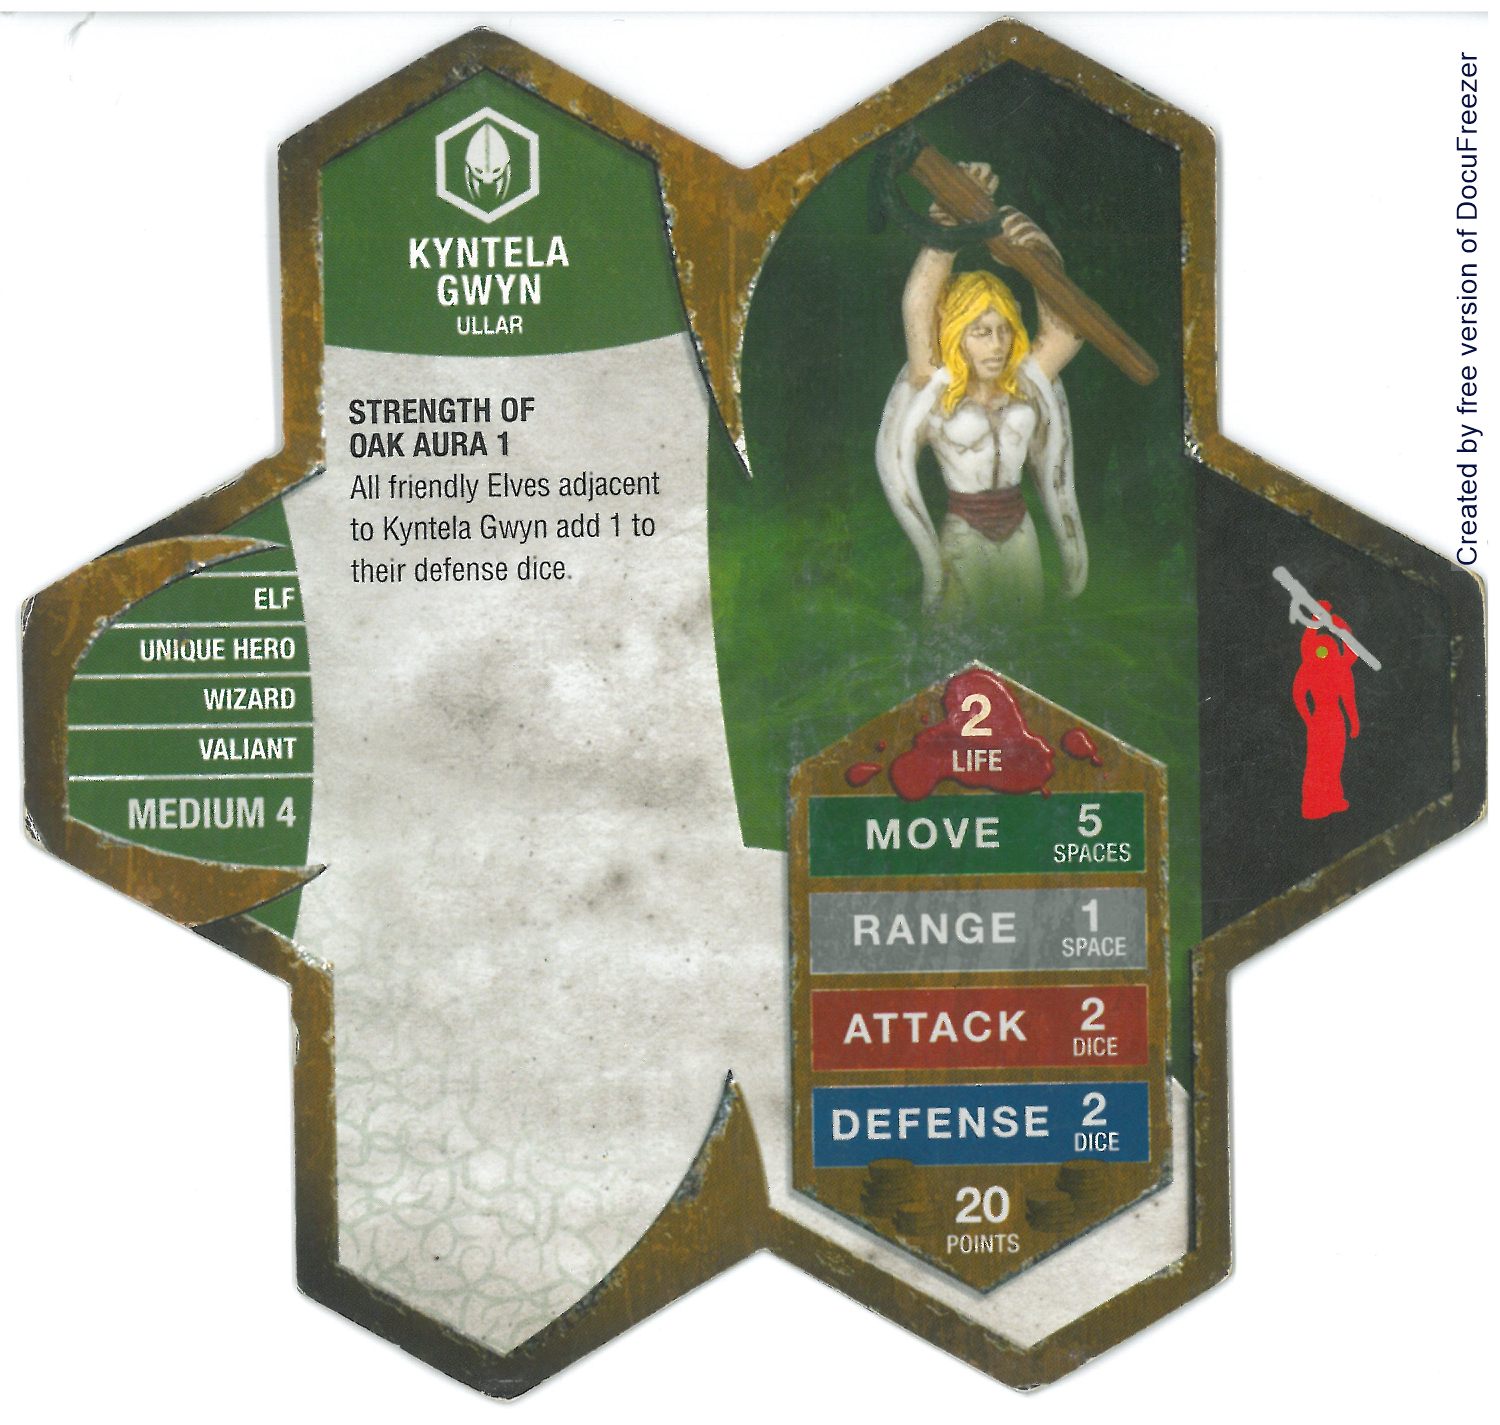 KYNTELA
GWYN
ULLAR
STRENGTH OF
OAK AURA 1
All friendly Elves adjacent
to Kyntela Gwyn add 1 to
their defense dice.
ELF
UNIQUE HERO
WIZARD
VALIANT
MEDIUM 4
2
LIFE
MOVE 5
SPACES
RANGE 1
SPACE
ATTACK 2
DICE
DEFENSE 2
DICE
20
POINTS
Created by free version of DocuFreezer